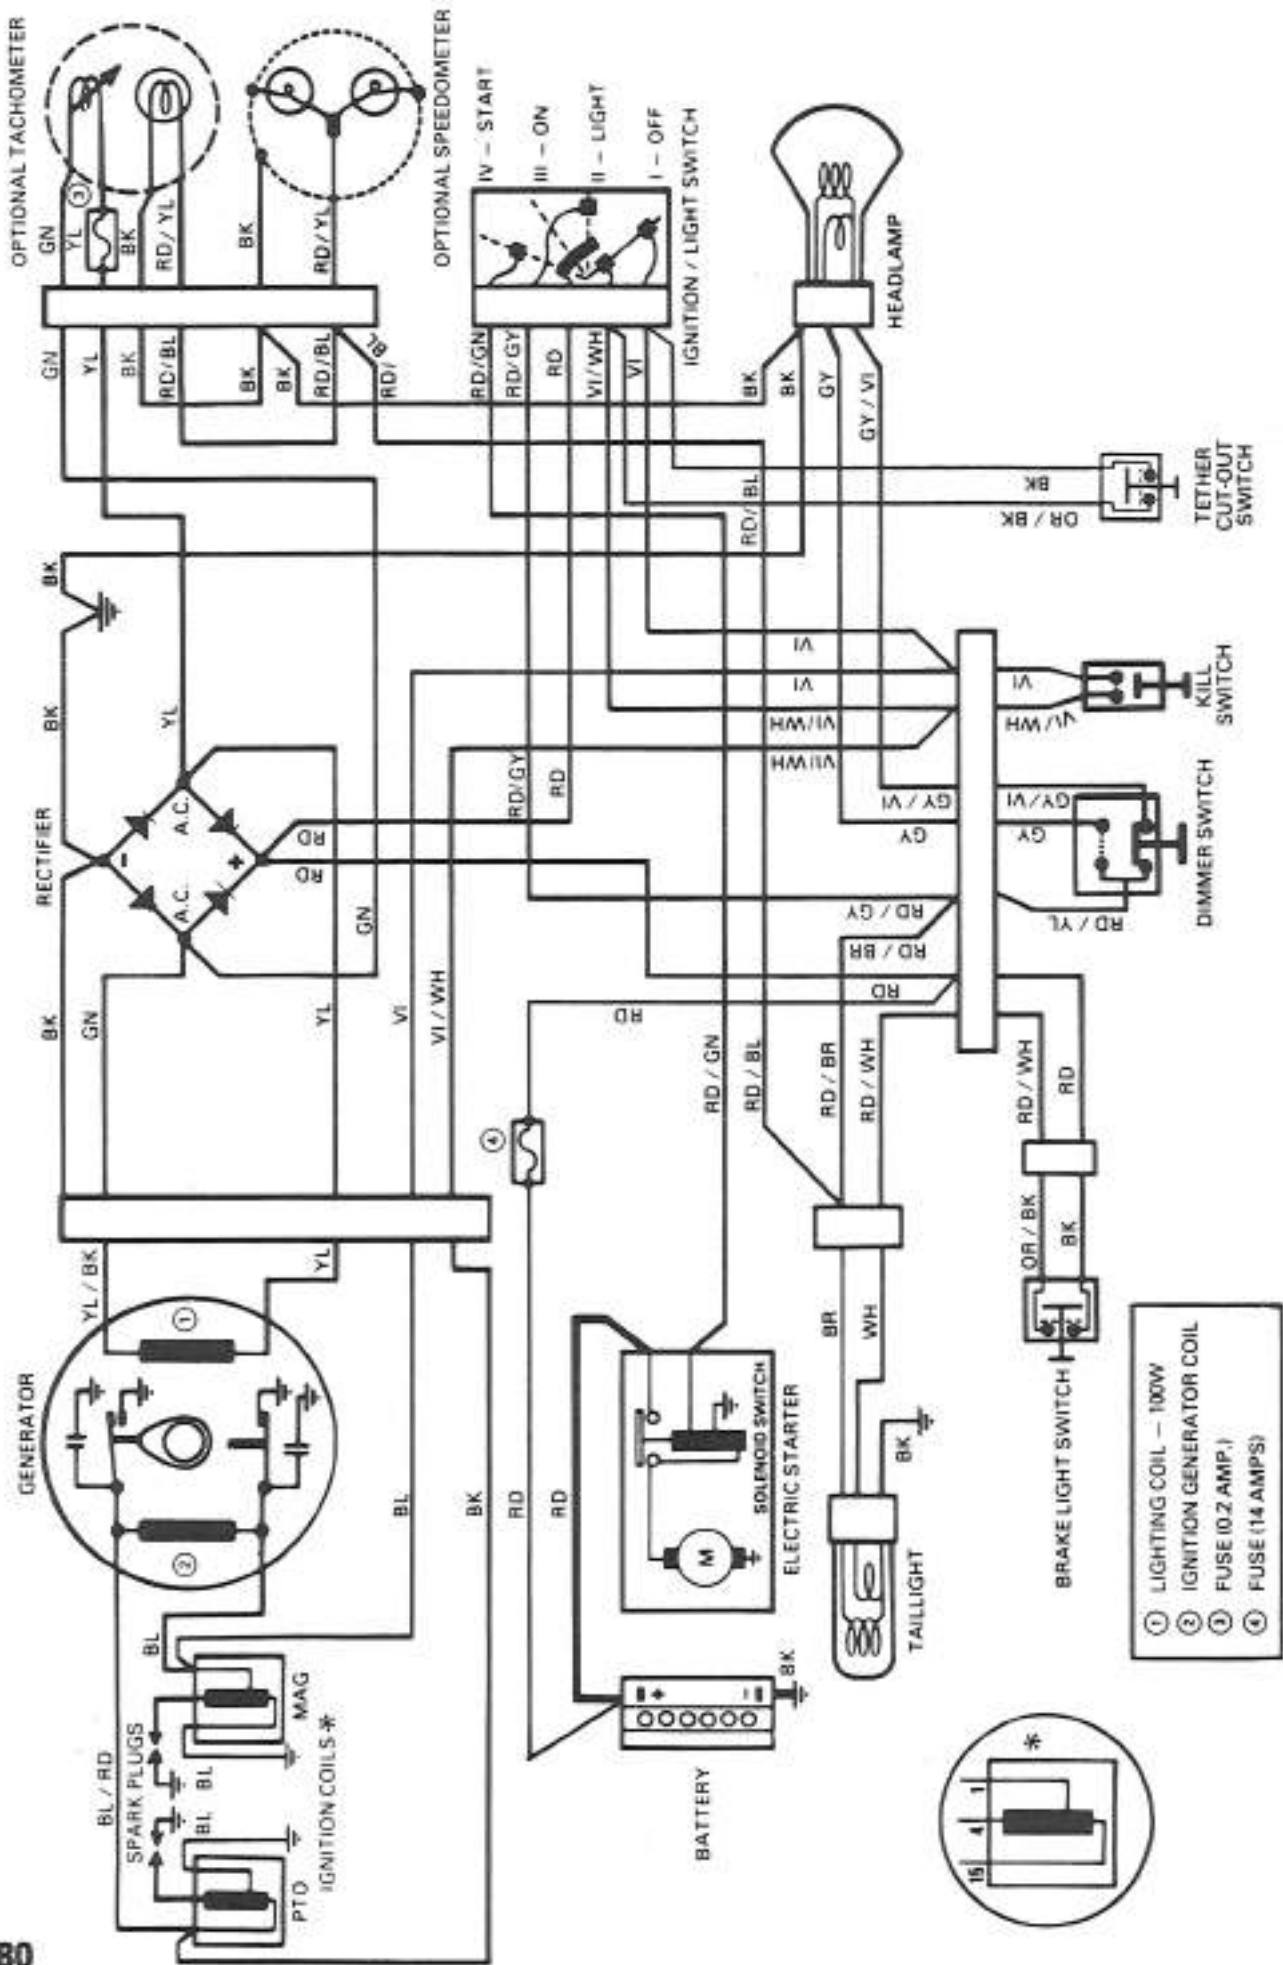 80
GENERATOR
RECTIFIER
OPTIONAL TACHOMETER
OPTIONAL SPEEDOMETER
IV – START
III – ON
II – LIGHT
I – OFF
IGNITION / LIGHT SWITCH
HEADLAMP
TETHER
CUT-OUT
SWITCH
KILL
SWITCH
DIMMER SWITCH
BRAKE LIGHT SWITCH
TAILLIGHT
ELECTRIC STARTER
SOLENOID SWITCH
M
BATTERY
+
–
SPARK PLUGS
IGNITION COILS *
PTO
MAG
BL / RD
BL
BL
BL
YL / BK
YL
BK
GN
YL
VI
VI / WH
BL
BK
RD
RD
BK
BK
BK
YL
A.C.
A.C.
–
+
RD
RD
GN
GN
YL
BK
RD/YL
BK
RD/YL
3
GN
YL
BK
RD/BL
BK
BK
RD/BL
RD/BL
RD/GN
RD/GY
RD
VI/WH
VI
BK
BK
GY
GY / VI
RD/GY
RD
RD/BL
OR / BK
BK
VI
VI
VI/WH
VI/WH
VI
VI/WH
GY / VI
GY
GY/VI
GY
RD / YL
RD / GY
RD / BR
RD
RD
4
RD / GN
RD / BL
RD / BR
RD / WH
RD / WH
RD
OR / BK
BK
BR
WH
BK
1
2
15
4
1
*
1 LIGHTING COIL – 100W
2 IGNITION GENERATOR COIL
3 FUSE (0.2 AMP.)
4 FUSE (14 AMPS)